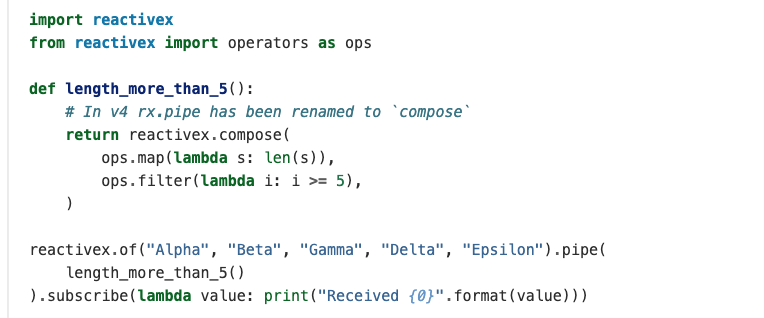 import reactivex
from reactivex import operators as ops
def length_more_than_5():
    # In v4 rx.pipe has been renamed to `compose`
    return reactivex.compose(
        ops.map(lambda s: len(s)),
        ops.filter(lambda i: i >= 5),
    )
reactivex.of("Alpha", "Beta", "Gamma", "Delta", "Epsilon").pipe(
    length_more_than_5()
).subscribe(lambda value: print("Received {0}".format(value)))